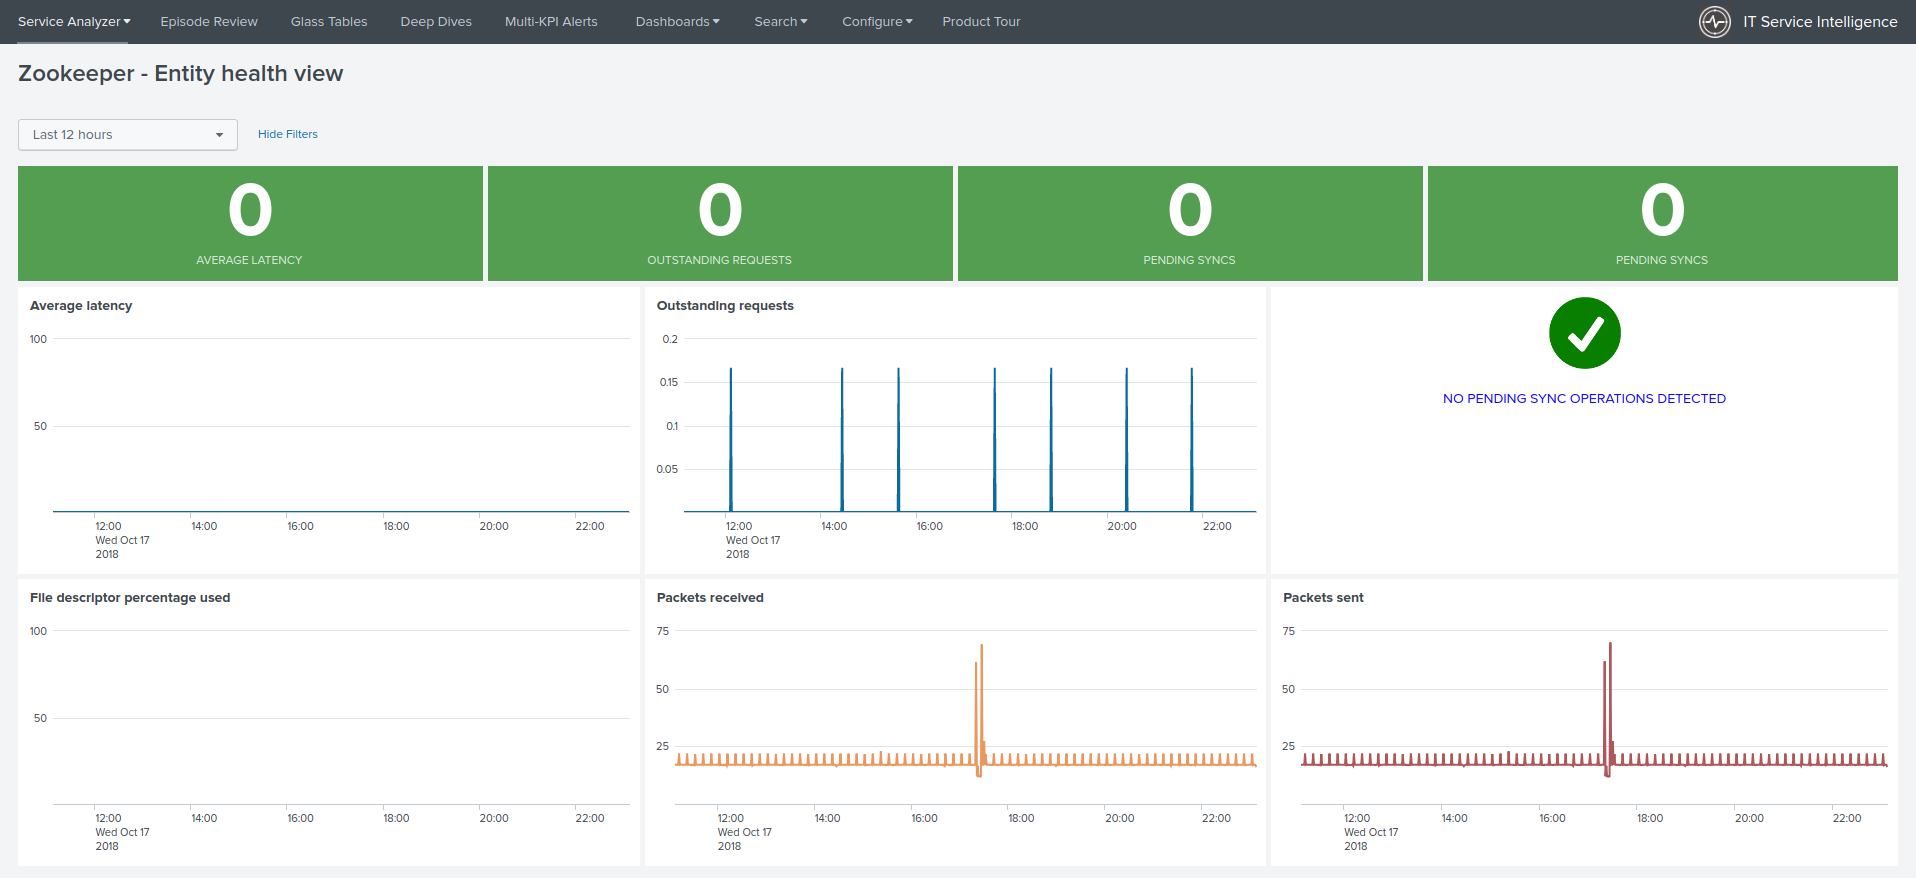 Service Analyzer Episode Review Glass Tables Deep Dives Multi-KPI Alerts Dashboards Search Configure Product Tour IT Service Intelligence
Zookeeper - Entity health view
Last 12 hours Hide Filters
0 0 0 0
AVERAGE LATENCY OUTSTANDING REQUESTS PENDING SYNCS PENDING SYNCS
Average latency
100
50
12:00 14:00 16:00 18:00 20:00 22:00
Wed Oct 17
2018
Outstanding requests
0.2
0.15
0.1
0.05
12:00 14:00 16:00 18:00 20:00 22:00
Wed Oct 17
2018
NO PENDING SYNC OPERATIONS DETECTED
File descriptor percentage used
100
50
12:00 14:00 16:00 18:00 20:00 22:00
Wed Oct 17
2018
Packets received
75
50
25
12:00 14:00 16:00 18:00 20:00 22:00
Wed Oct 17
2018
Packets sent
75
50
25
12:00 14:00 16:00 18:00 20:00 22:00
Wed Oct 17
2018